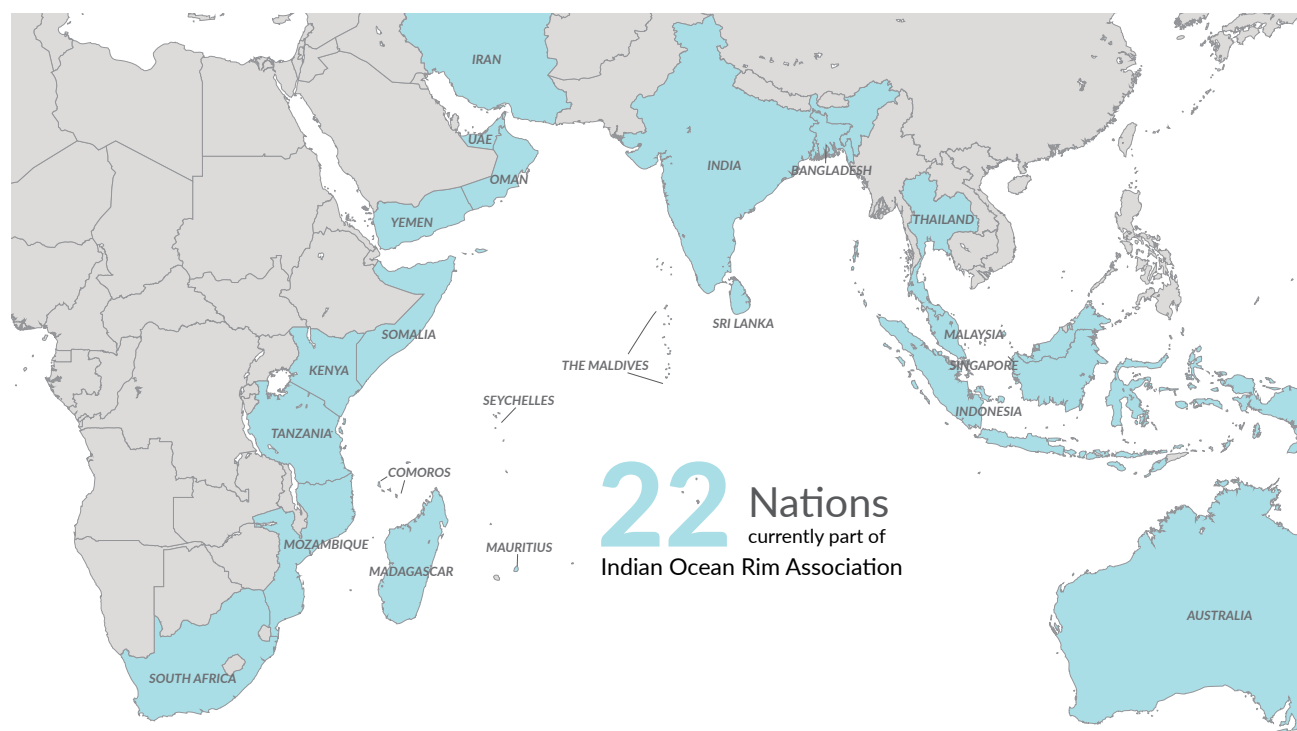 IRAN
UAE
OMAN
YEMEN
INDIA
BANGLADESH
THAILAND
SRI LANKA
SOMALIA
MALAYSIA
THE MALDIVES
SINGAPORE
KENYA
SEYCHELLES
INDONESIA
TANZANIA
COMOROS
22 Nations
currently part of
Indian Ocean Rim Association
MOZAMBIQUE
MAURITIUS
MADAGASCAR
AUSTRALIA
SOUTH AFRICA